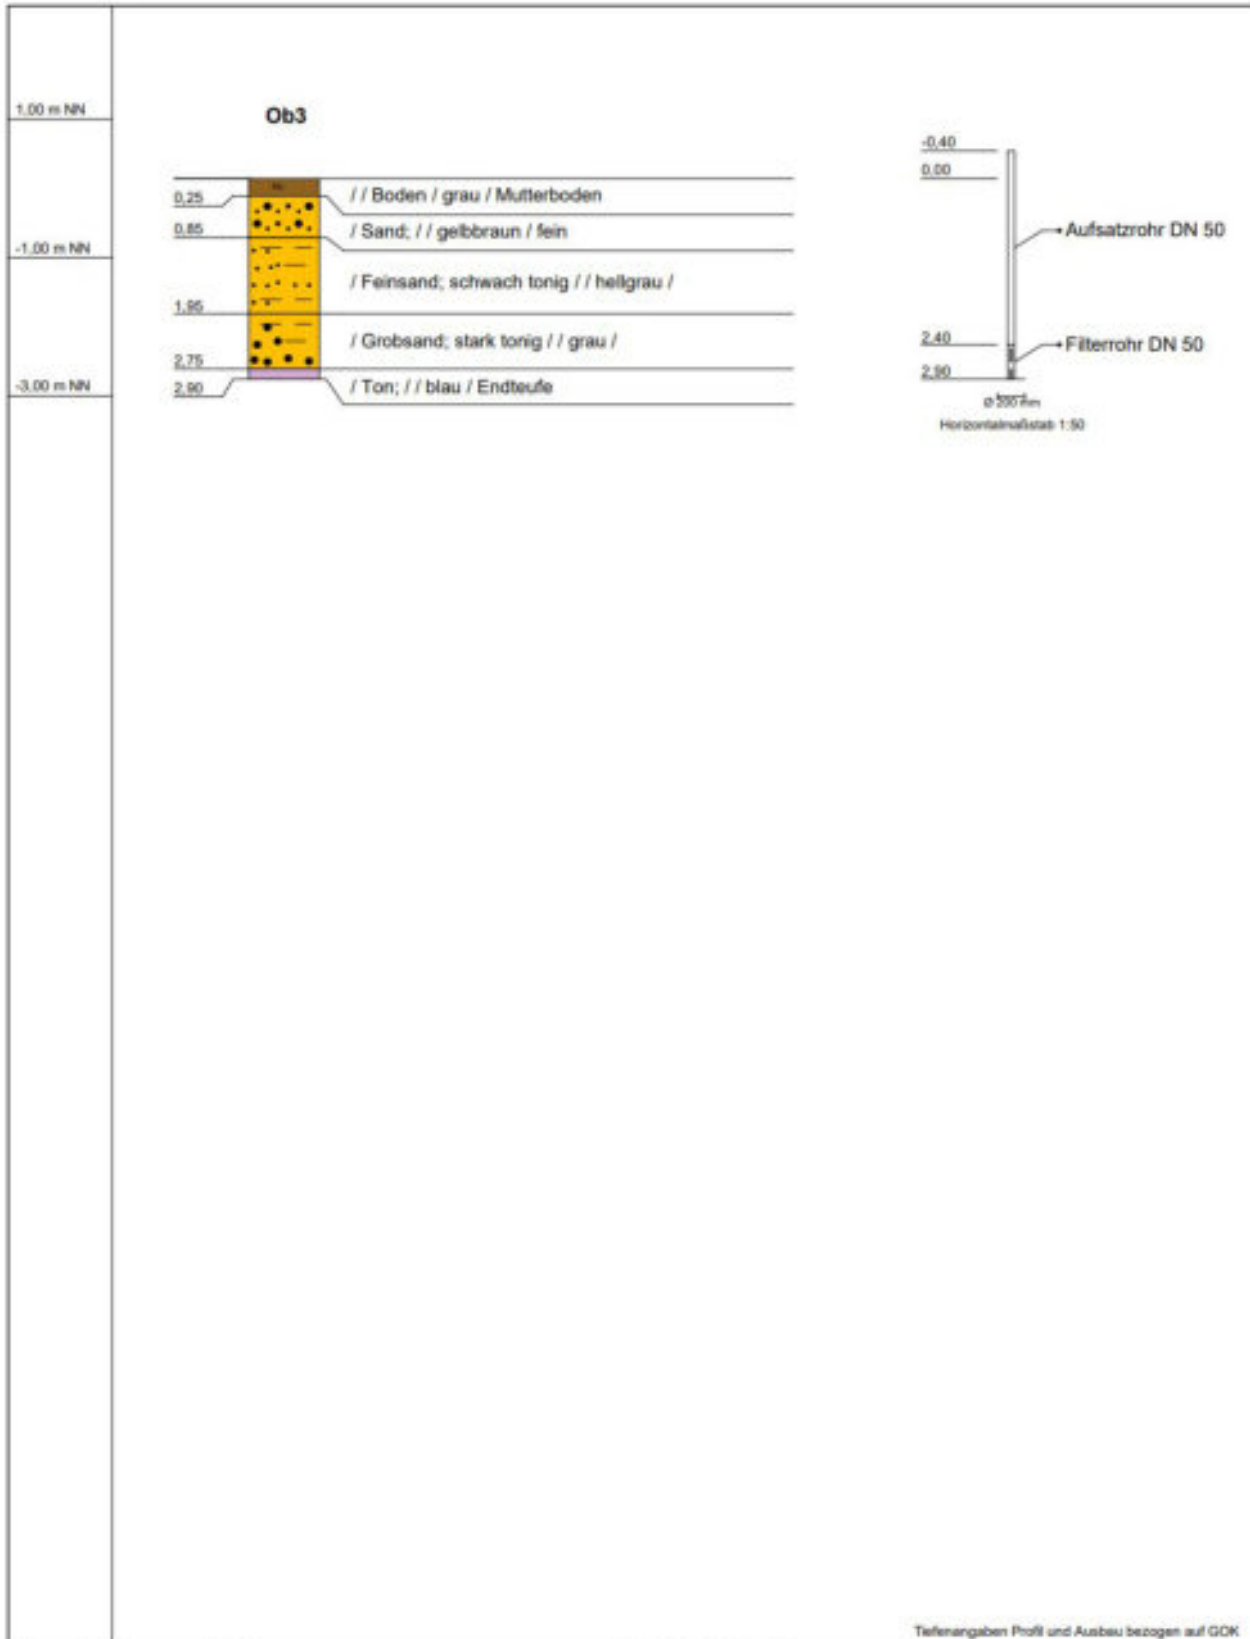 1,00 m NN
Ob3
-0,40
0,00
0,25
/ / Boden / grau / Mutterboden
0,85
/ Sand; / / gelbbraun / fein
Aufsatzrohr DN 50
-1,00 m NN
/ Feinsand; schwach tonig / / hellgrau /
1,95
/ Grobsand; stark tonig / / grau /
2,40
Filterrohr DN 50
2,75
2,90
-3,00 m NN
2,90
/ Ton; / / blau / Endteufe
Ø 200 mm
Horizontalmaßstab 1:50
Tiefenangaben Profil und Ausbau bezogen auf GOK